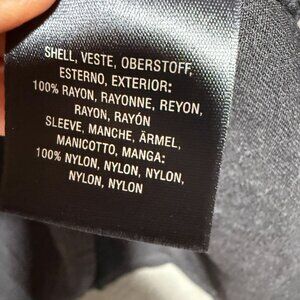 SHELL, VESTE, OBERSTOFF,
ESTERNO, EXTERIOR:
100% RAYON, RAYONNE, REYON,
RAYON, RAYÓN
SLEEVE, MANCHE, ÄRMEL,
MANICOTTO, MANGA:
100% NYLON, NYLON, NYLON,
NYLON, NYLON